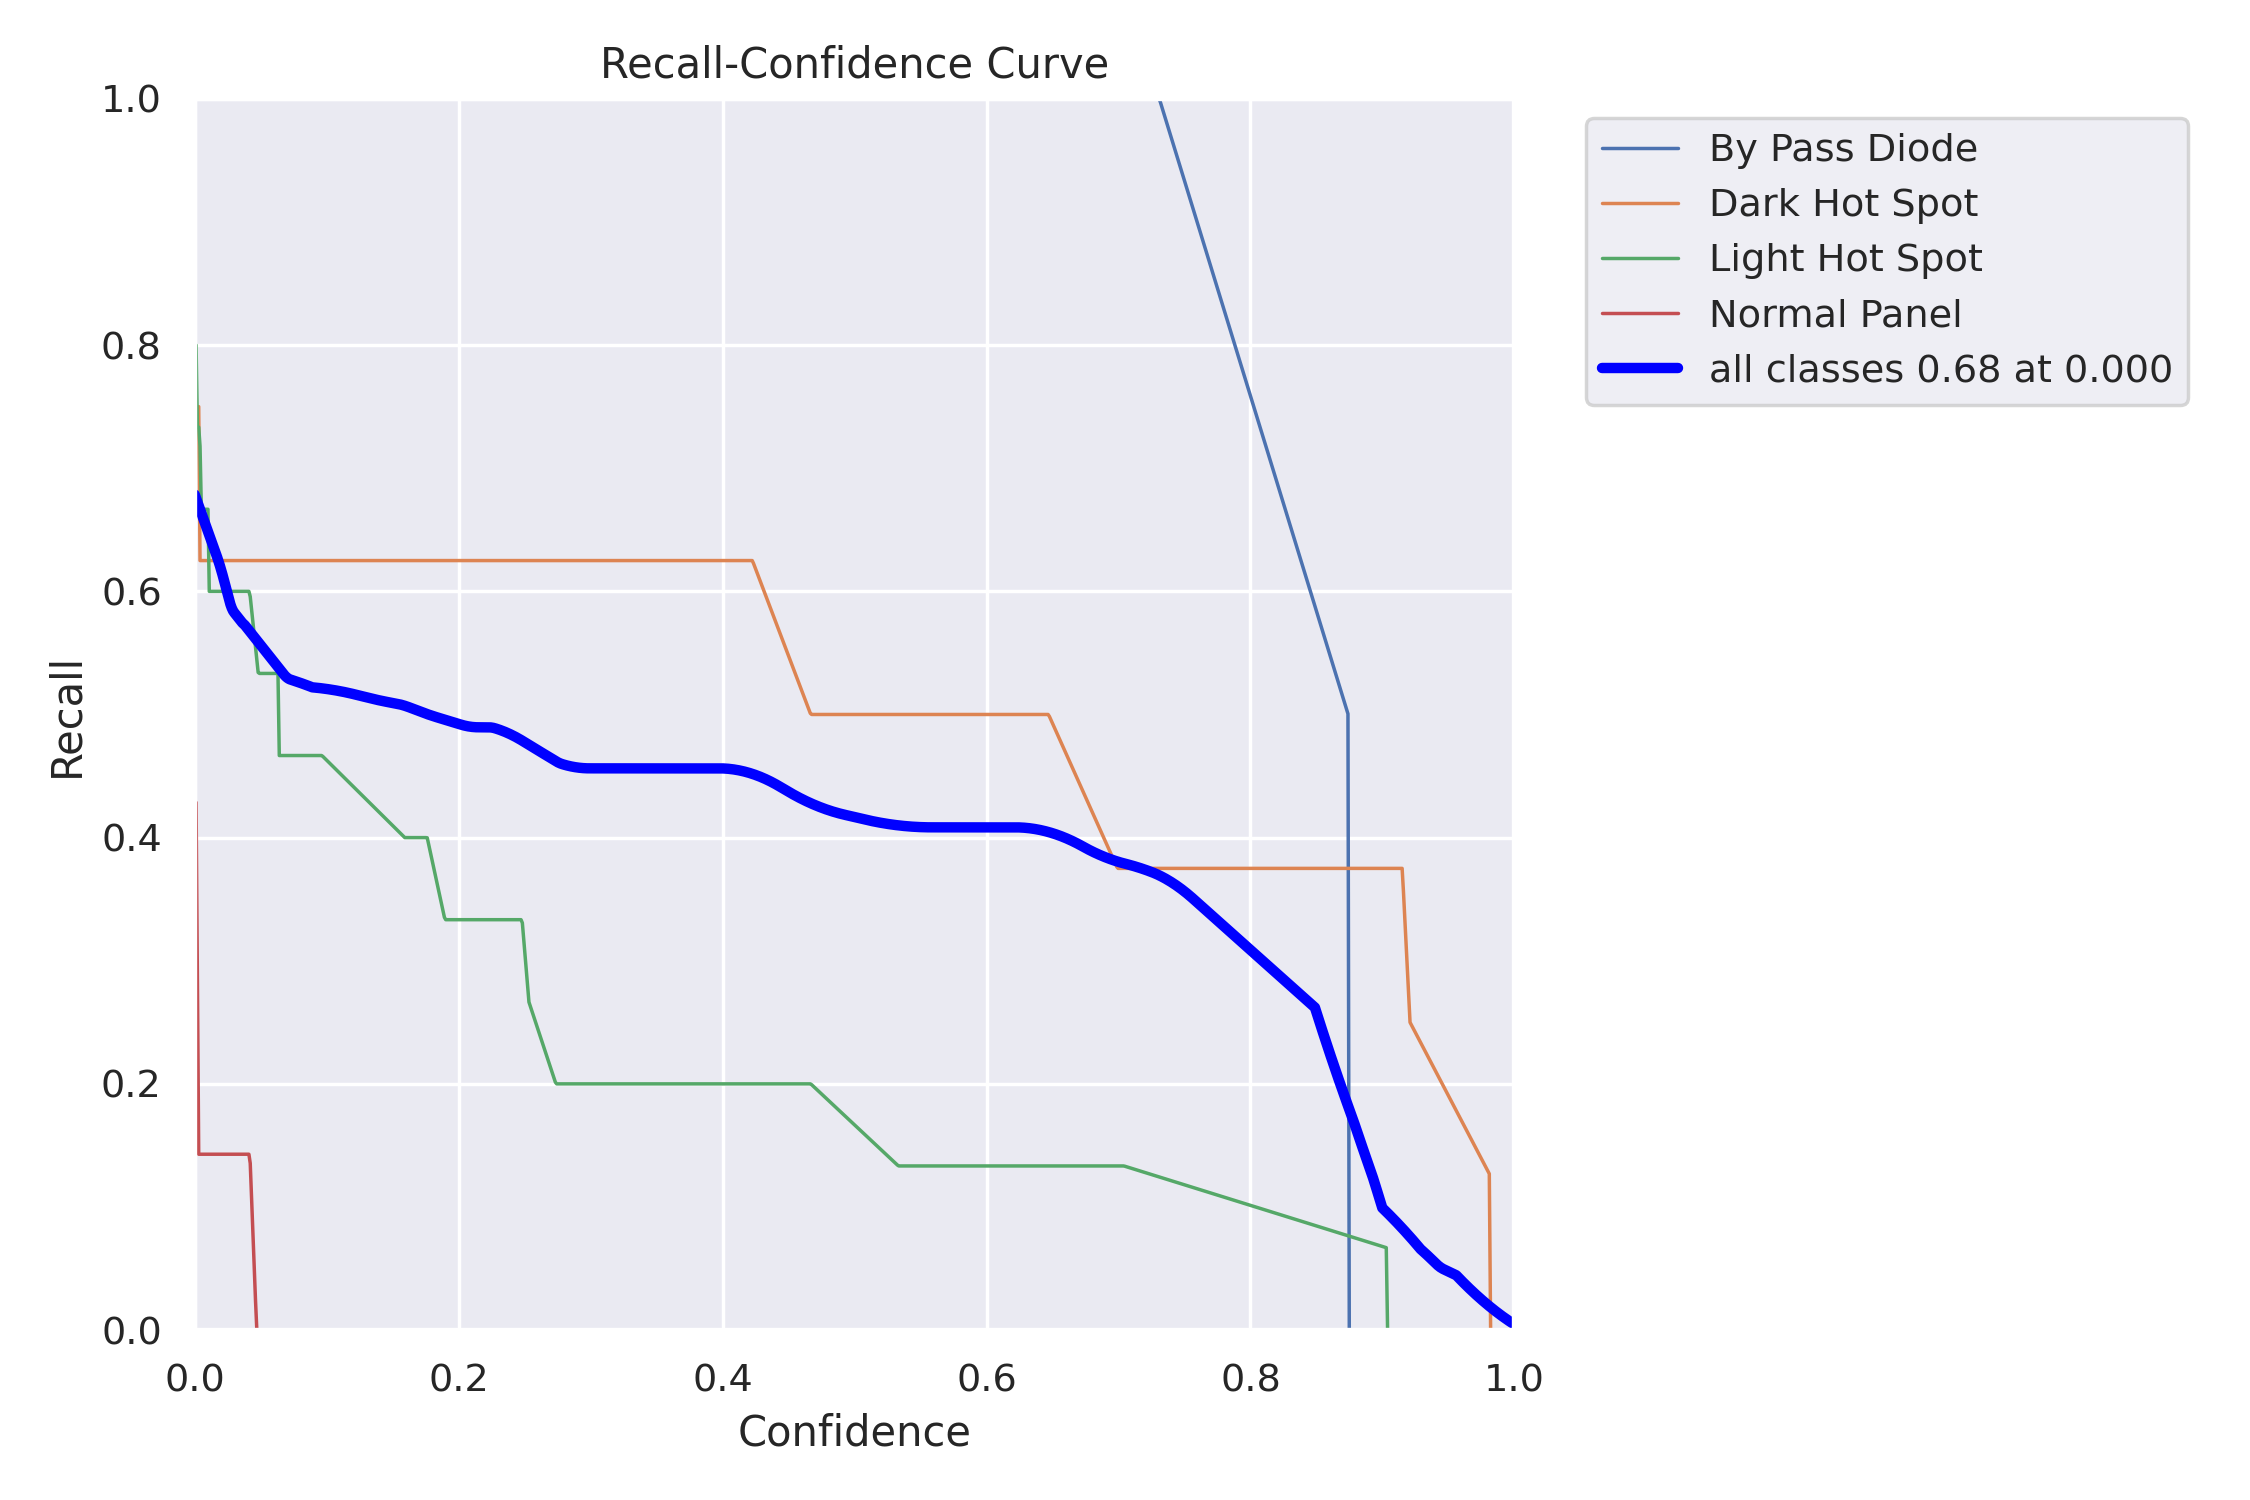 Recall-Confidence Curve
1.0
0.8
0.6
0.4
0.2
0.0
Recall
0.0 0.2 0.4 0.6 0.8 1.0
Confidence
By Pass Diode
Dark Hot Spot
Light Hot Spot
Normal Panel
all classes 0.68 at 0.000